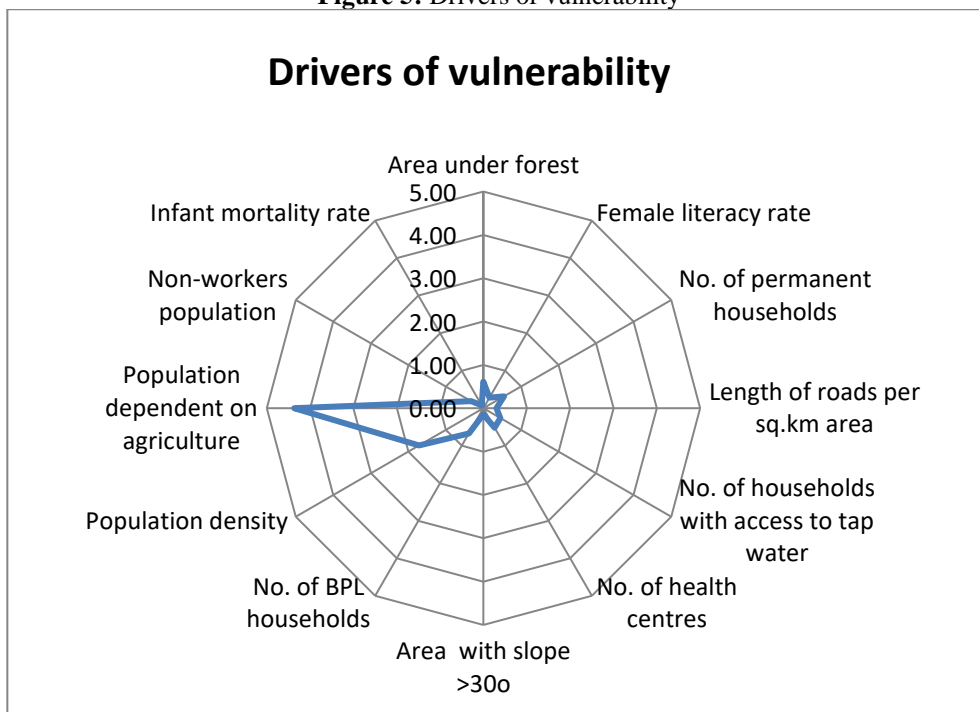 Figure 5: Drivers of vulnerability
Drivers of vulnerability
Area under forest
5.00
4.00
3.00
2.00
1.00
0.00
Female literacy rate
No. of permanent
households
Length of roads per
sq.km area
No. of households
with access to tap
water
No. of health
centres
Area with slope
>30o
No. of BPL
households
Population density
Population
dependent on
agriculture
Non-workers
population
Infant mortality rate